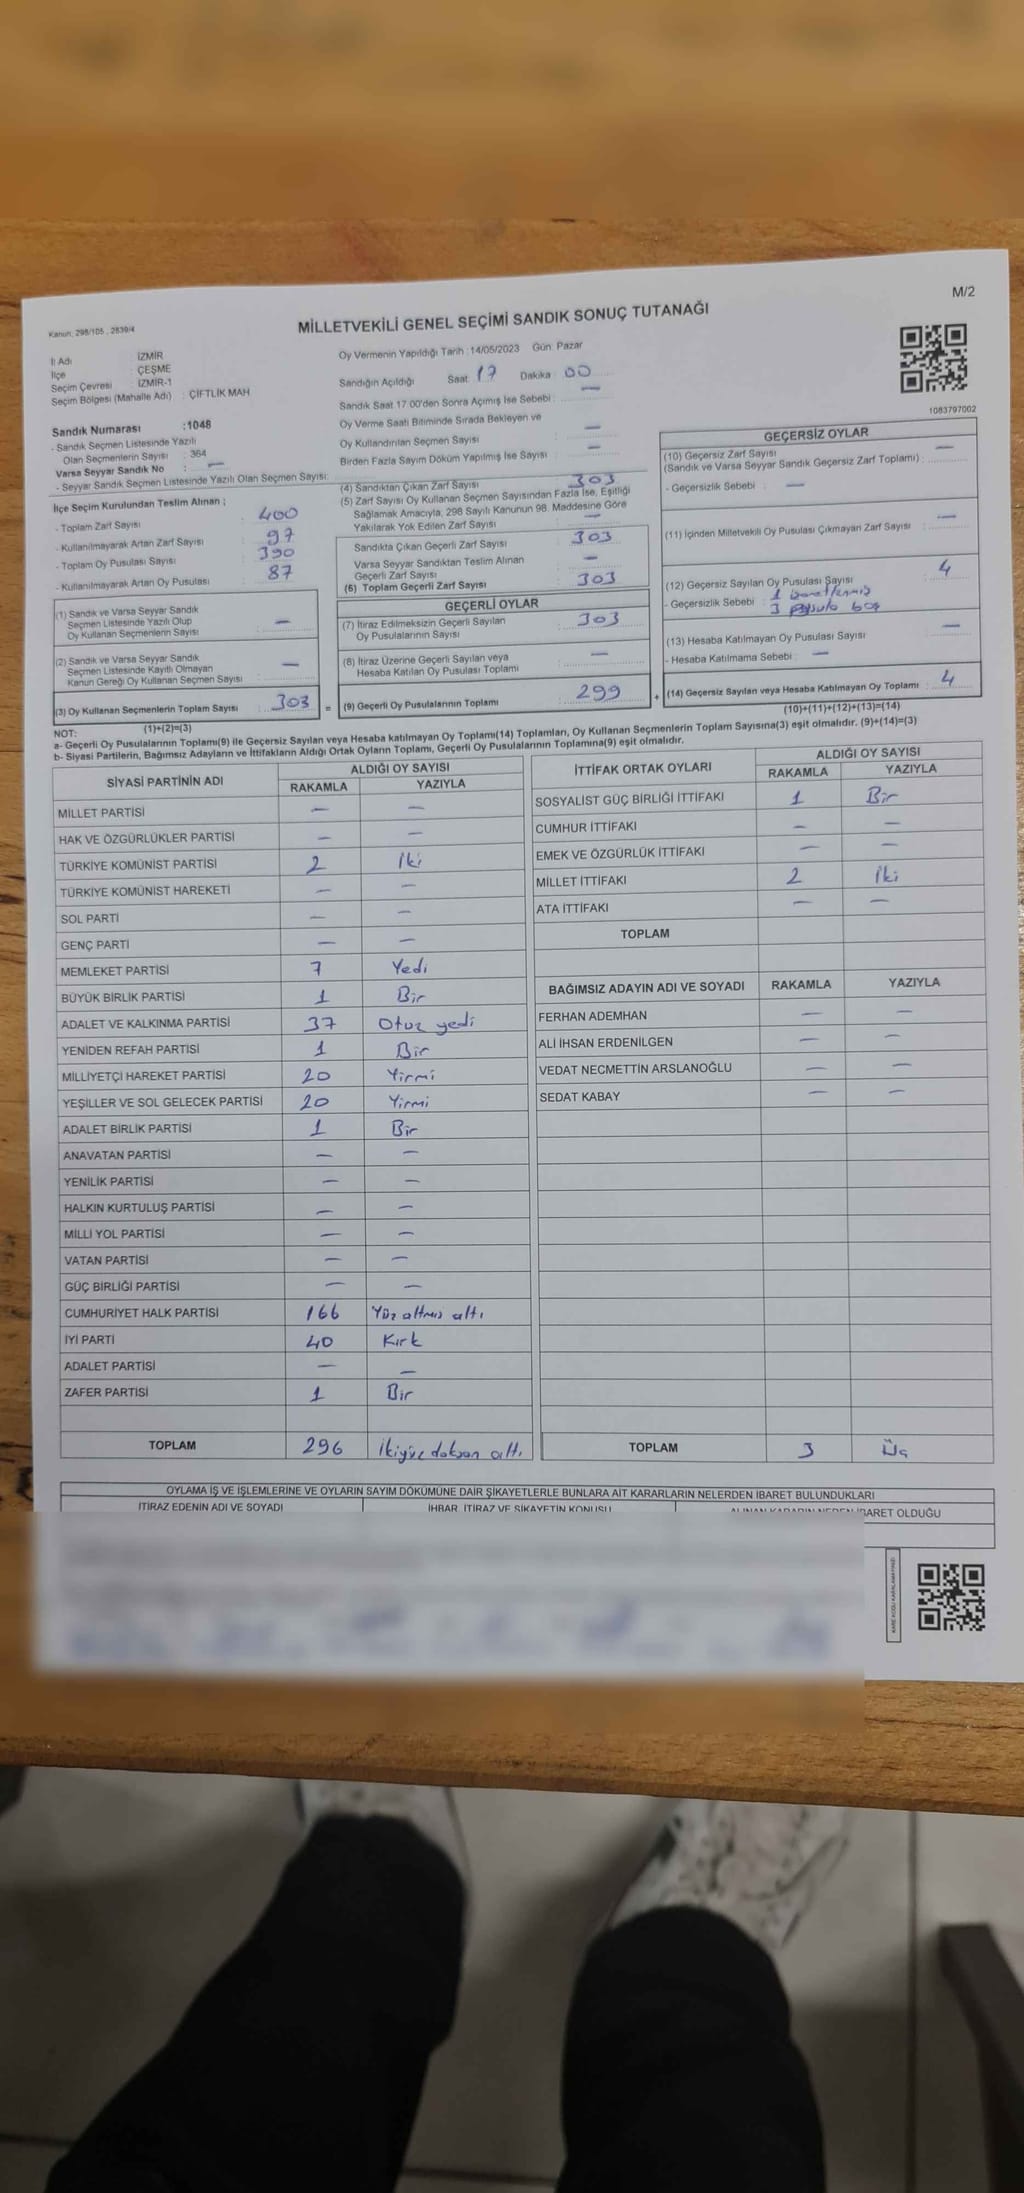 M/2
Kanun: 298/105 , 2839/4
MİLLETVEKİLİ GENEL SEÇİMİ SANDIK SONUÇ TUTANAĞI
İl Adı İZMİR
İlçe ÇEŞME
Seçim Çevresi İZMİR-1
Seçim Bölgesi (Mahalle Adı) : ÇİFTLİK MAH
Oy Vermenin Yapıldığı Tarih :14/05/2023 Gün: Pazar
Sandığın Açıldığı Saat: 17 Dakika : 00
Sandık Saat 17.00'den Sonra Açımış İse Sebebi : —
Oy Verme Saati Bitiminde Sırada Bekleyen ve
Oy Kullandırılan Seçmen Sayısı : —
Birden Fazla Sayım Döküm Yapılmış İse Sayısı : —
1083797002
Sandık Numarası :1048
- Sandık Seçmen Listesinde Yazılı
Olan Seçmenlerin Sayısı : 364
Varsa Seyyar Sandık No : —
- Seyyar Sandık Seçmen Listesinde Yazılı Olan Seçmen Sayısı:
İlçe Seçim Kurulundan Teslim Alınan ;
- Toplam Zarf Sayısı : 400
- Kullanılmayarak Artan Zarf Sayısı : 97
- Toplam Oy Pusulası Sayısı : 390
- Kullanılmayarak Artan Oy Pusulası : 87
(1) Sandık ve Varsa Seyyar Sandık
Seçmen Listesinde Yazılı Olup
Oy Kullanan Seçmenlerin Sayısı : —
(2) Sandık ve Varsa Seyyar Sandık
Seçmen Listesinde Kayıtlı Olmayan
Kanun Gereği Oy Kullanan Seçmen Sayısı : —
(3) Oy Kullanan Seçmenlerin Toplam Sayısı : 303 =
(1)+(2)=(3)
(4) Sandıktan Çıkan Zarf Sayısı : 303
(5) Zarf Sayısı Oy Kullanan Seçmen Sayısından Fazla İse, Eşitliği
Sağlamak Amacıyla, 298 Sayılı Kanunun 98. Maddesine Göre
Yakılarak Yok Edilen Zarf Sayısı : —
Sandıkta Çıkan Geçerli Zarf Sayısı : 303
Varsa Seyyar Sandıktan Teslim Alınan
Geçerli Zarf Sayısı : —
(6) Toplam Geçerli Zarf Sayısı : 303
GEÇERLİ OYLAR
(7) İtiraz Edilmeksizin Geçerli Sayılan
Oy Pusulalarının Sayısı : 303
(8) İtiraz Üzerine Geçerli Sayılan veya
Hesaba Katılan Oy Pusulası Toplamı : —
(9) Geçerli Oy Pusulalarının Toplamı : 299 +
GEÇERSİZ OYLAR
(10) Geçersiz Zarf Sayısı
(Sandık ve Varsa Seyyar Sandık Geçersiz Zarf Toplamı) : —
- Geçersizlik Sebebi : —
(11) İçinden Milletvekili Oy Pusulası Çıkmayan Zarf Sayısı : —
(12) Geçersiz Sayılan Oy Pusulası Sayısı : 4
- Geçersizlik Sebebi : 1 işaretlenmiş
3 pusula boş
(13) Hesaba Katılmayan Oy Pusulası Sayısı : —
- Hesaba Katılmama Sebebi : —
(14) Geçersiz Sayılan veya Hesaba Katılmayan Oy Toplamı : 4
(10)+(11)+(12)+(13)=(14)
NOT:
a- Geçerli Oy Pusulalarının Toplamı(9) ile Geçersiz Sayılan veya Hesaba katılmayan Oy Toplamı(14) Toplamları, Oy Kullanan Seçmenlerin Toplam Sayısına(3) eşit olmalıdır. (9)+(14)=(3)
b- Siyasi Partilerin, Bağımsız Adayların ve İttifakların Aldığı Ortak Oyların Toplamı, Geçerli Oy Pusulalarının Toplamına(9) eşit olmalıdır.
SİYASİ PARTİNİN ADI ALDIĞI OY SAYISI
RAKAMLA YAZIYLA
MİLLET PARTİSİ — —
HAK VE ÖZGÜRLÜKLER PARTİSİ — —
TÜRKİYE KOMÜNİST PARTİSİ 2 İki
TÜRKİYE KOMÜNİST HAREKETİ — —
SOL PARTİ — —
GENÇ PARTİ — —
MEMLEKET PARTİSİ 7 Yedi
BÜYÜK BİRLİK PARTİSİ 1 Bir
ADALET VE KALKINMA PARTİSİ 37 Otuz yedi
YENİDEN REFAH PARTİSİ 1 Bir
MİLLİYETÇİ HAREKET PARTİSİ 20 Yirmi
YEŞİLLER VE SOL GELECEK PARTİSİ 20 Yirmi
ADALET BİRLİK PARTİSİ 1 Bir
ANAVATAN PARTİSİ — —
YENİLİK PARTİSİ — —
HALKIN KURTULUŞ PARTİSİ — —
MİLLİ YOL PARTİSİ — —
VATAN PARTİSİ — —
GÜÇ BİRLİĞİ PARTİSİ — —
CUMHURİYET HALK PARTİSİ 166 Yüz altmış altı
İYİ PARTİ 40 Kırk
ADALET PARTİSİ — —
ZAFER PARTİSİ 1 Bir
TOPLAM 296 İkiyüz doksan altı
İTTİFAK ORTAK OYLARI ALDIĞI OY SAYISI
RAKAMLA YAZIYLA
SOSYALİST GÜÇ BİRLİĞİ İTTİFAKI 1 Bir
CUMHUR İTTİFAKI — —
EMEK VE ÖZGÜRLÜK İTTİFAKI — —
MİLLET İTTİFAKI 2 İki
ATA İTTİFAKI — —
TOPLAM
BAĞIMSIZ ADAYIN ADI VE SOYADI RAKAMLA YAZIYLA
FERHAN ADEMHAN — —
ALİ İHSAN ERDENİLGEN — —
VEDAT NECMETTİN ARSLANOĞLU — —
SEDAT KABAY — —
TOPLAM 3 Üç
OYLAMA İŞ VE İŞLEMLERİNE VE OYLARIN SAYIM DÖKÜMÜNE DAİR ŞİKAYETLERLE BUNLARA AİT KARARLARIN NELERDEN İBARET BULUNDUKLARI
İTİRAZ EDENİN ADI VE SOYADI İHBAR, İTİRAZ VE ŞİKAYETİN KONUSU ALINAN KARARIN NEDEN İBARET OLDUĞU